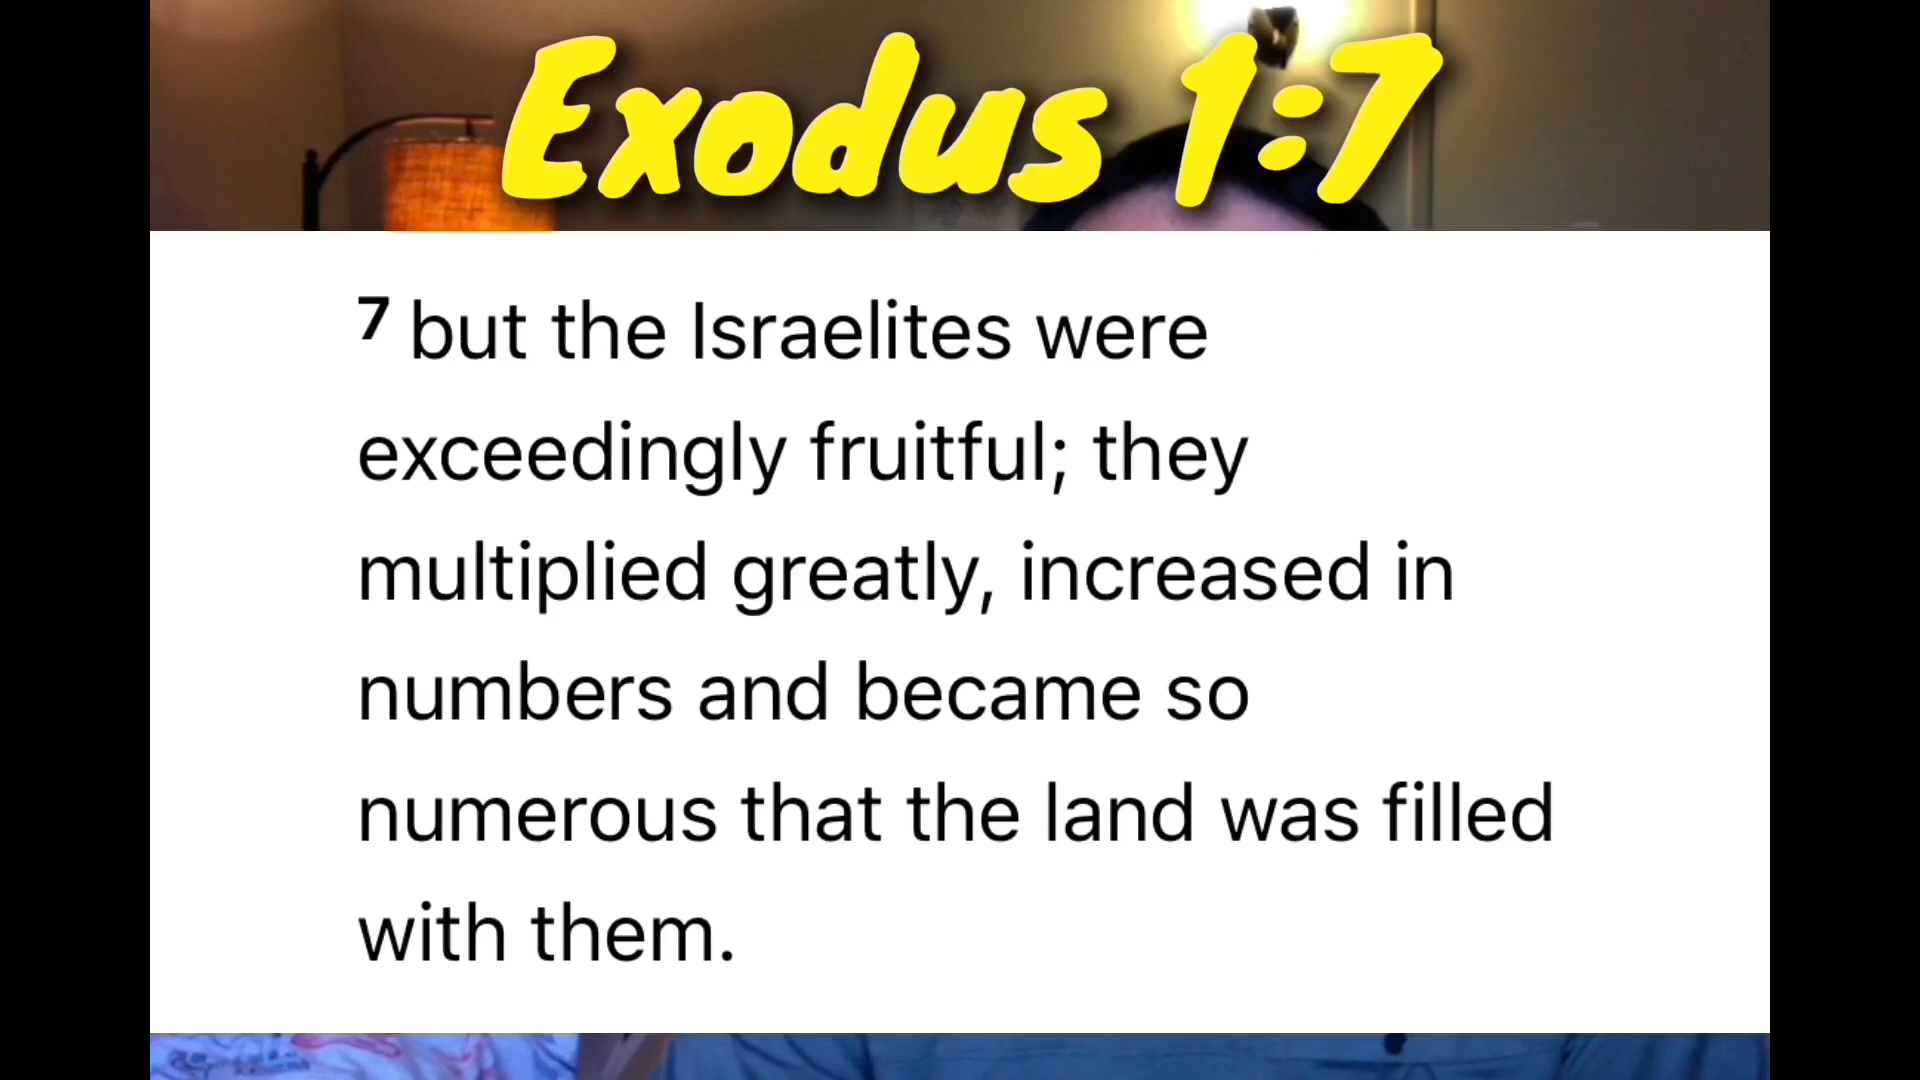 Exodus 1:7
7 but the Israelites were
exceedingly fruitful; they
multiplied greatly, increased in
numbers and became so
numerous that the land was filled
with them.